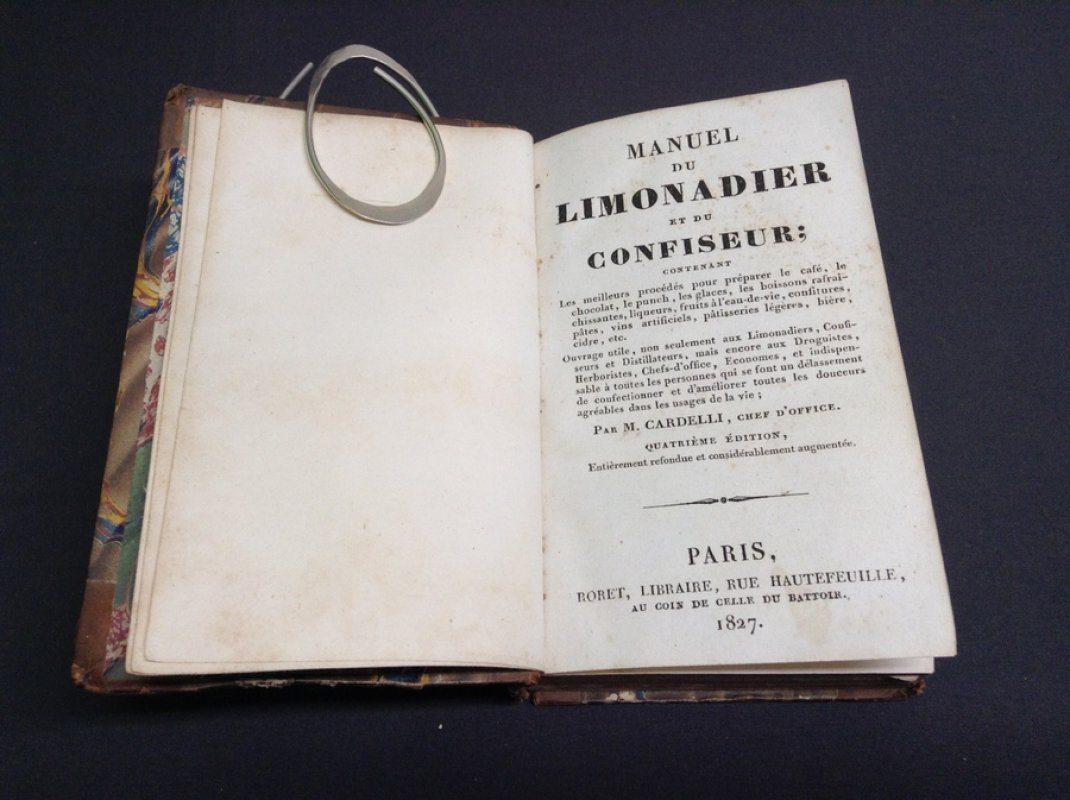 MANUEL
DU
LIMONADIER
ET DU
CONFISEUR;
CONTENANT
Les meilleurs procédés pour préparer le café, le
chocolat, le punch, les glaces, les boissons rafraî-
chissantes, liqueurs, fruits à l'eau-de-vie, confitures,
pâtes, vins artificiels, pâtisseries légères, bière,
cidre, etc.
Ouvrage utile, non seulement aux Limonadiers, Confi-
seurs et Distillateurs, mais encore aux Droguistes,
Herboristes, Chefs-d'office, Economes, et indispen-
sable à toutes les personnes qui se font un délassement
de confectionner et d'améliorer toutes les douceurs
agréables dans les usages de la vie;
PAR M. CARDELLI, CHEF D'OFFICE.
QUATRIÈME ÉDITION,
Entièrement refondue et considérablement augmentée.
PARIS,
RORET, LIBRAIRE, RUE HAUTEFEUILLE,
AU COIN DE CELLE DU BATTOIR.
1827.